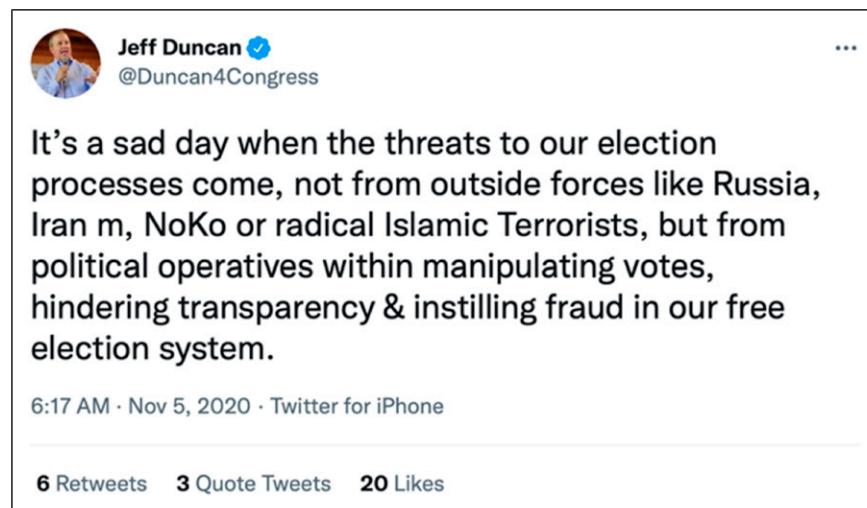 Jeff Duncan
@Duncan4Congress
It's a sad day when the threats to our election
processes come, not from outside forces like Russia,
Iran m, NoKo or radical Islamic Terrorists, but from
political operatives within manipulating votes,
hindering transparency & instilling fraud in our free
election system.
6:17 AM · Nov 5, 2020 · Twitter for iPhone
6 Retweets 3 Quote Tweets 20 Likes